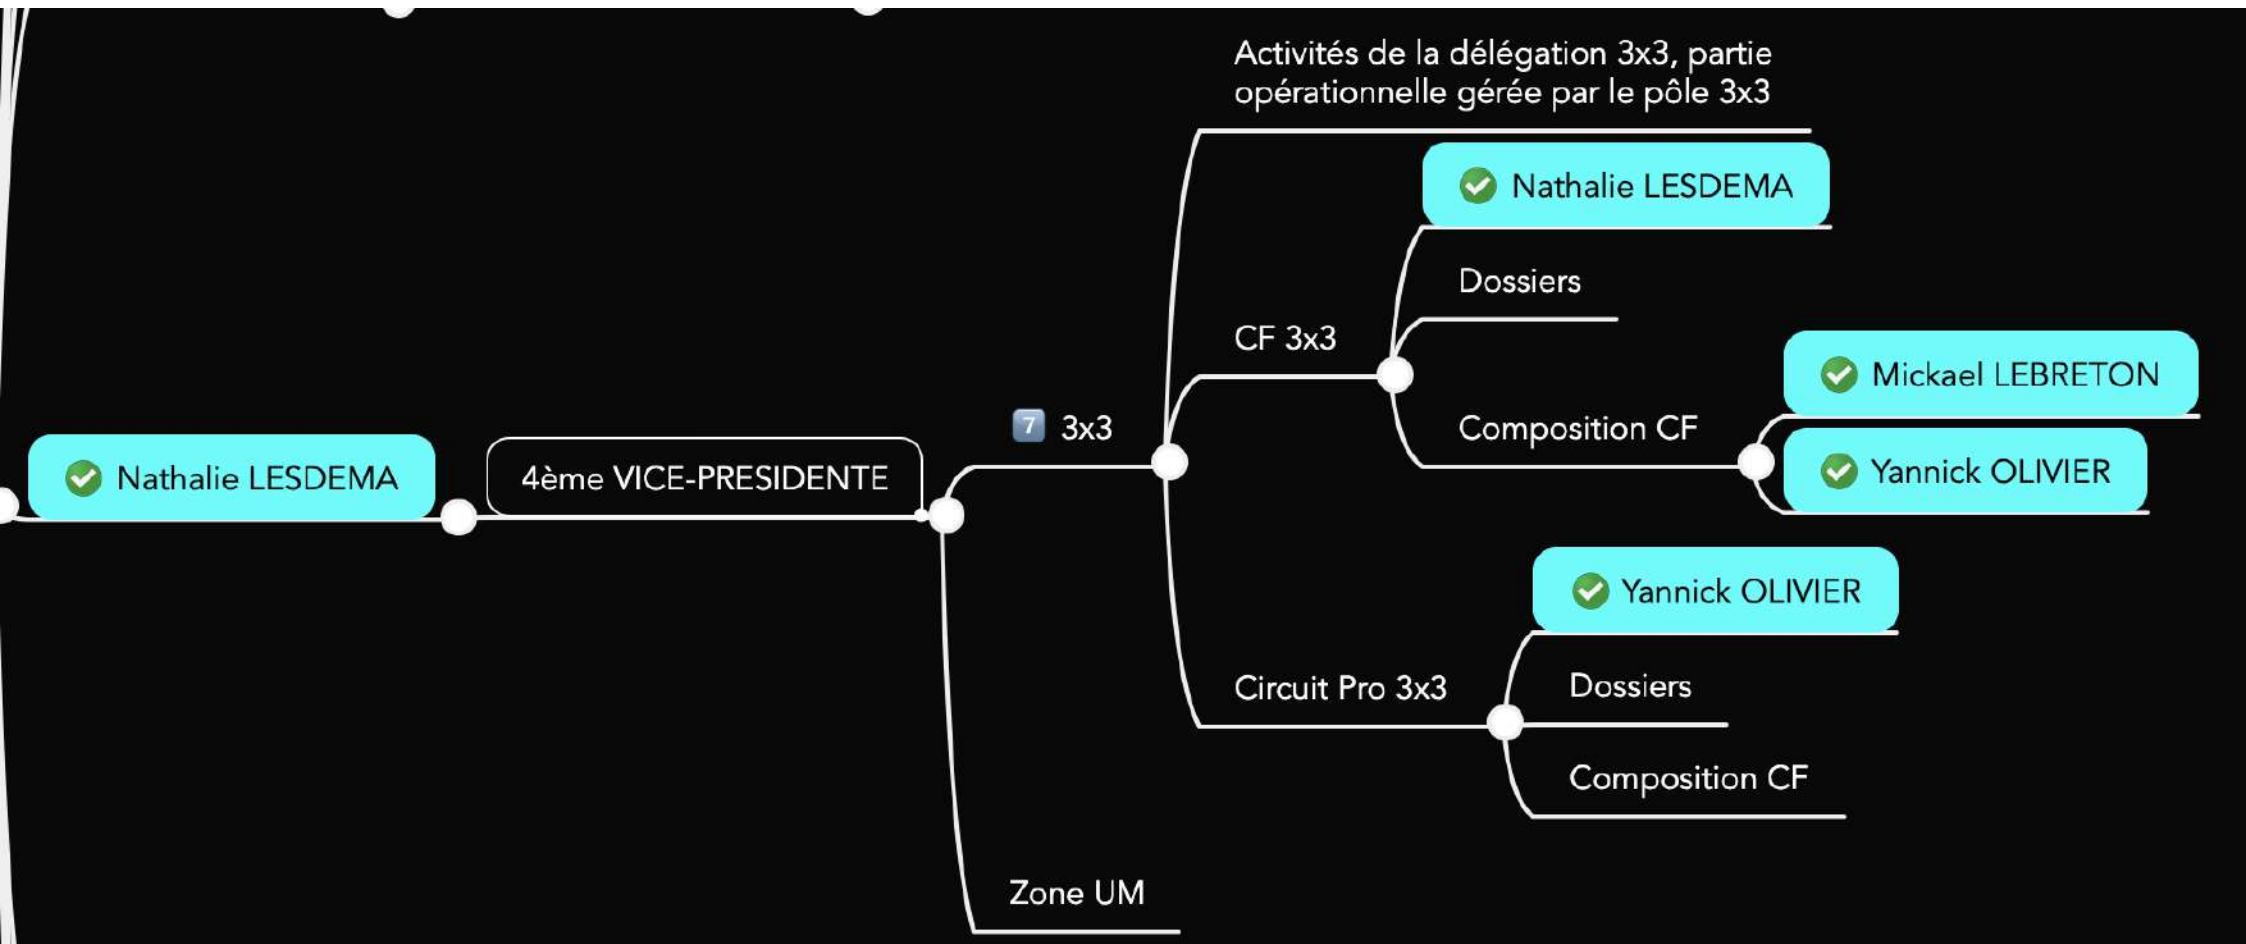 Activités de la délégation 3x3, partie
opérationnelle gérée par le pôle 3x3
✅ Nathalie LESDEMA
Dossiers
CF 3x3
✅ Mickael LEBRETON
7 3x3
Composition CF
✅ Yannick OLIVIER
✅ Nathalie LESDEMA
4ème VICE-PRESIDENTE
✅ Yannick OLIVIER
Circuit Pro 3x3
Dossiers
Composition CF
Zone UM